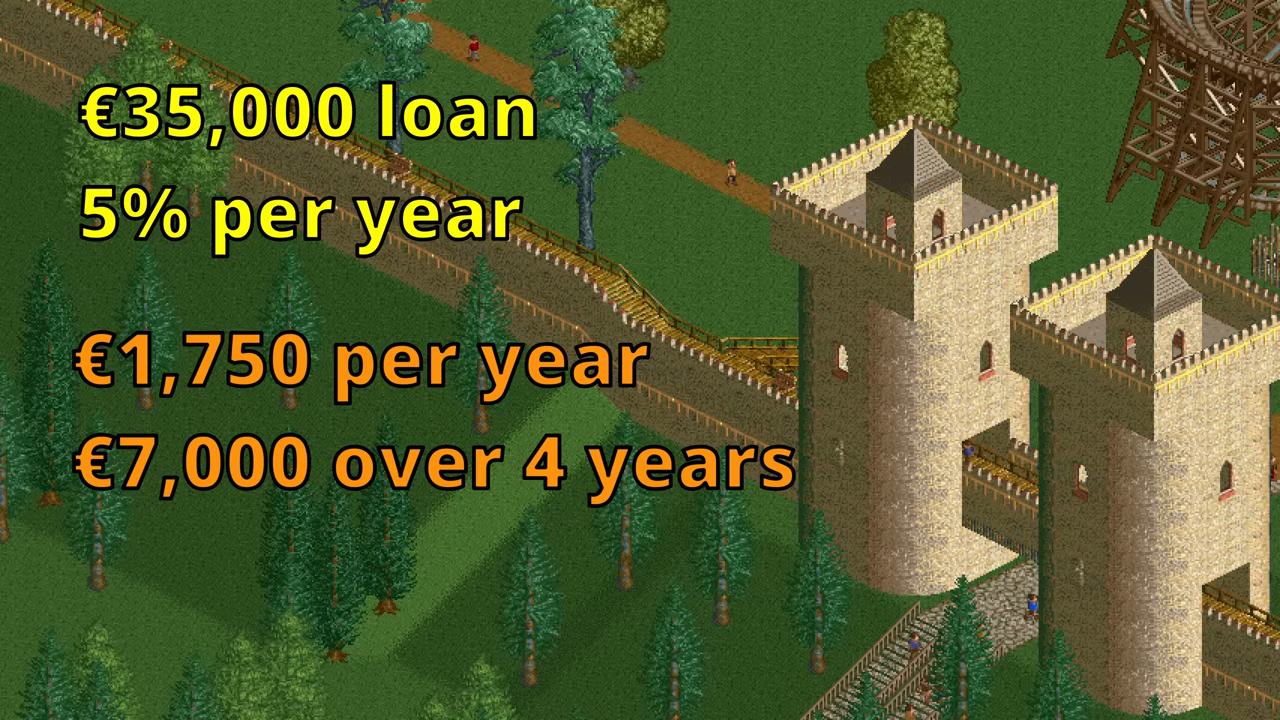 €35,000 loan
5% per year
€1,750 per year
€7,000 over 4 years